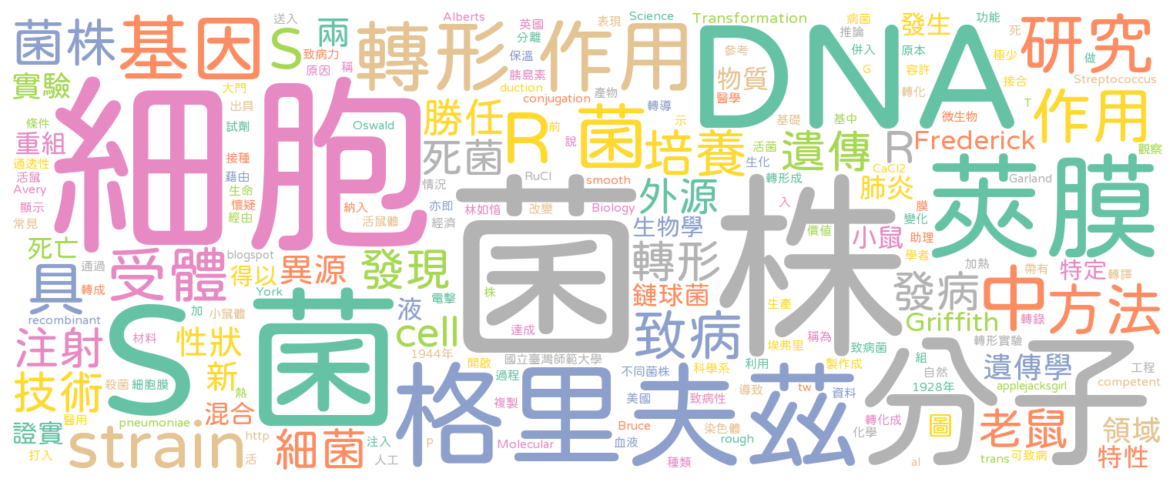 送入 Alberts 英國 表現 Science Transformation 病菌 發生 功能 死
菌株 基因 S 兩 轉形作用 DNA 研究
致病力 分離 推論 併入 原本 極少 做
原因 保溫 參考 G 容許 接合
實驗 大門 稱 胰島素 物質 醫學 轉化 Streptococcus
出具 產物 duction conjugation
細胞 條件 試劑 Oswald 勝任 R菌 前 轉導 基礎 基中 T 微生物 作用
重組 說 示 培養 遺傳 R Frederick 觀察
通透性 接種 死菌 活菌 生化
活鼠 藉由 情況 RuCl smooth 外源 轉形成 肺炎 CaCl2 Garland 莢膜
Avery 生命
顯示 懷疑 納入 亦即 林如愔 改變 Biology 入 膜
常見 經由 活鼠體 經濟 菌株 生物學 價值 小鼠 變化 助理
死亡 blogspot 學者
通過 受體 得以 異源 發現 轉形 加熱 帶有 特定 轉譯
具 轉成 York 液 電擊 株 鏈球菌 生產 發病 中 方法
recombinant 加 小鼠體 cell 達成 致病 稱為 Griffith 轉錄
注射 材料 S菌 性狀 1944年 開啟 國立臺灣師範大學 埃弗里 致病菌 轉形實驗
技術 殺菌 細胞膜 新 過程 科學系 不同菌株 利用 製作成 組 自然 遺傳學 工程
熱 格里夫茲 美國 導致 tw 資料 1928年 applejacksgirl competent
醫用 混合 複製 致病性 分子
證實 pneumoniae 注入 Bruce 染色體 轉化成 圖 老鼠 領域
strain http 細菌 P Molecular 血液 rough 化學
打入 活 人工 種類 al trans 可致病 特性